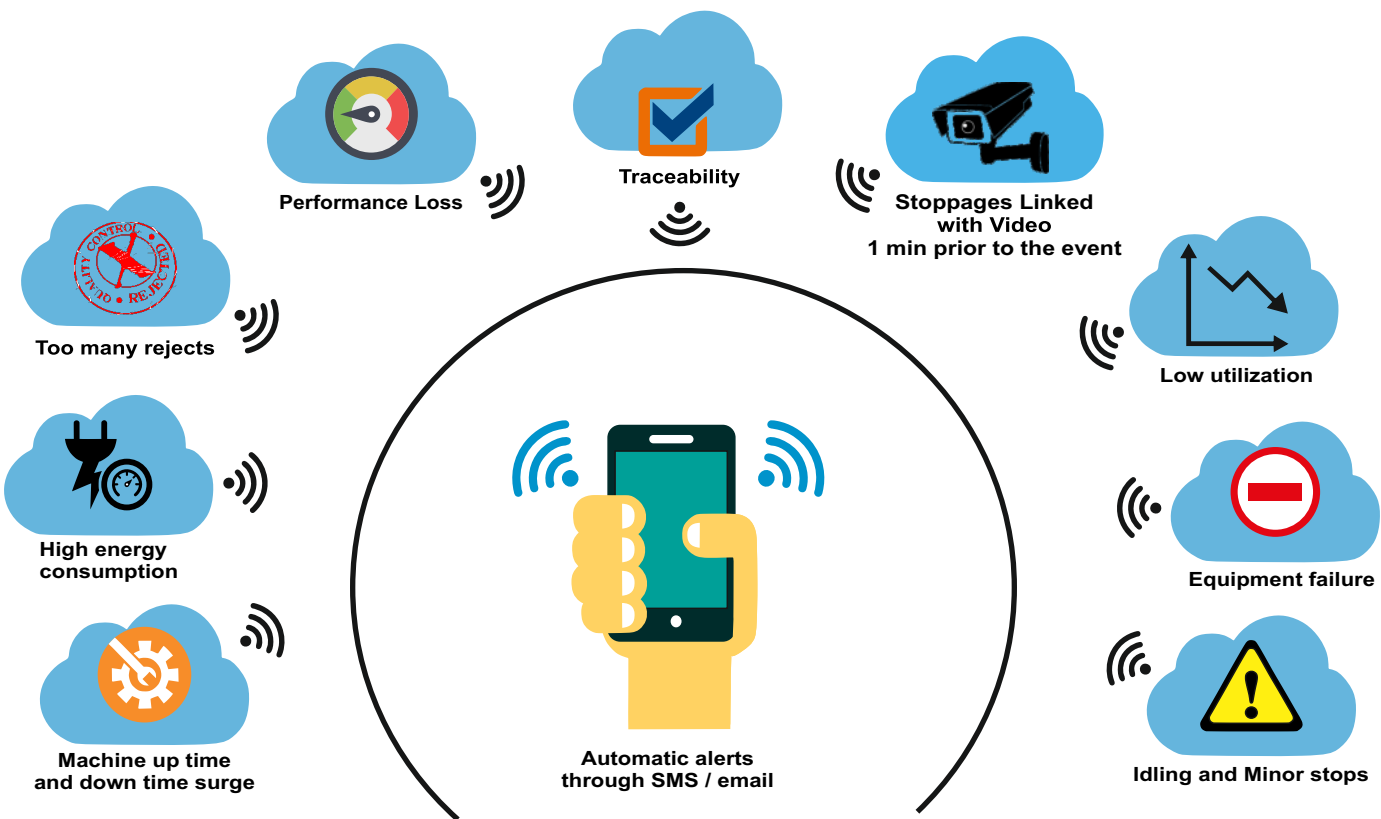 Performance Loss
Traceability
Stoppages Linked
with Video
1 min prior to the event
QUALITY CONTROL • REJECTED •
Too many rejects
Low utilization
High energy
consumption
Equipment failure
Machine up time
and down time surge
Automatic alerts
through SMS / email
Idling and Minor stops